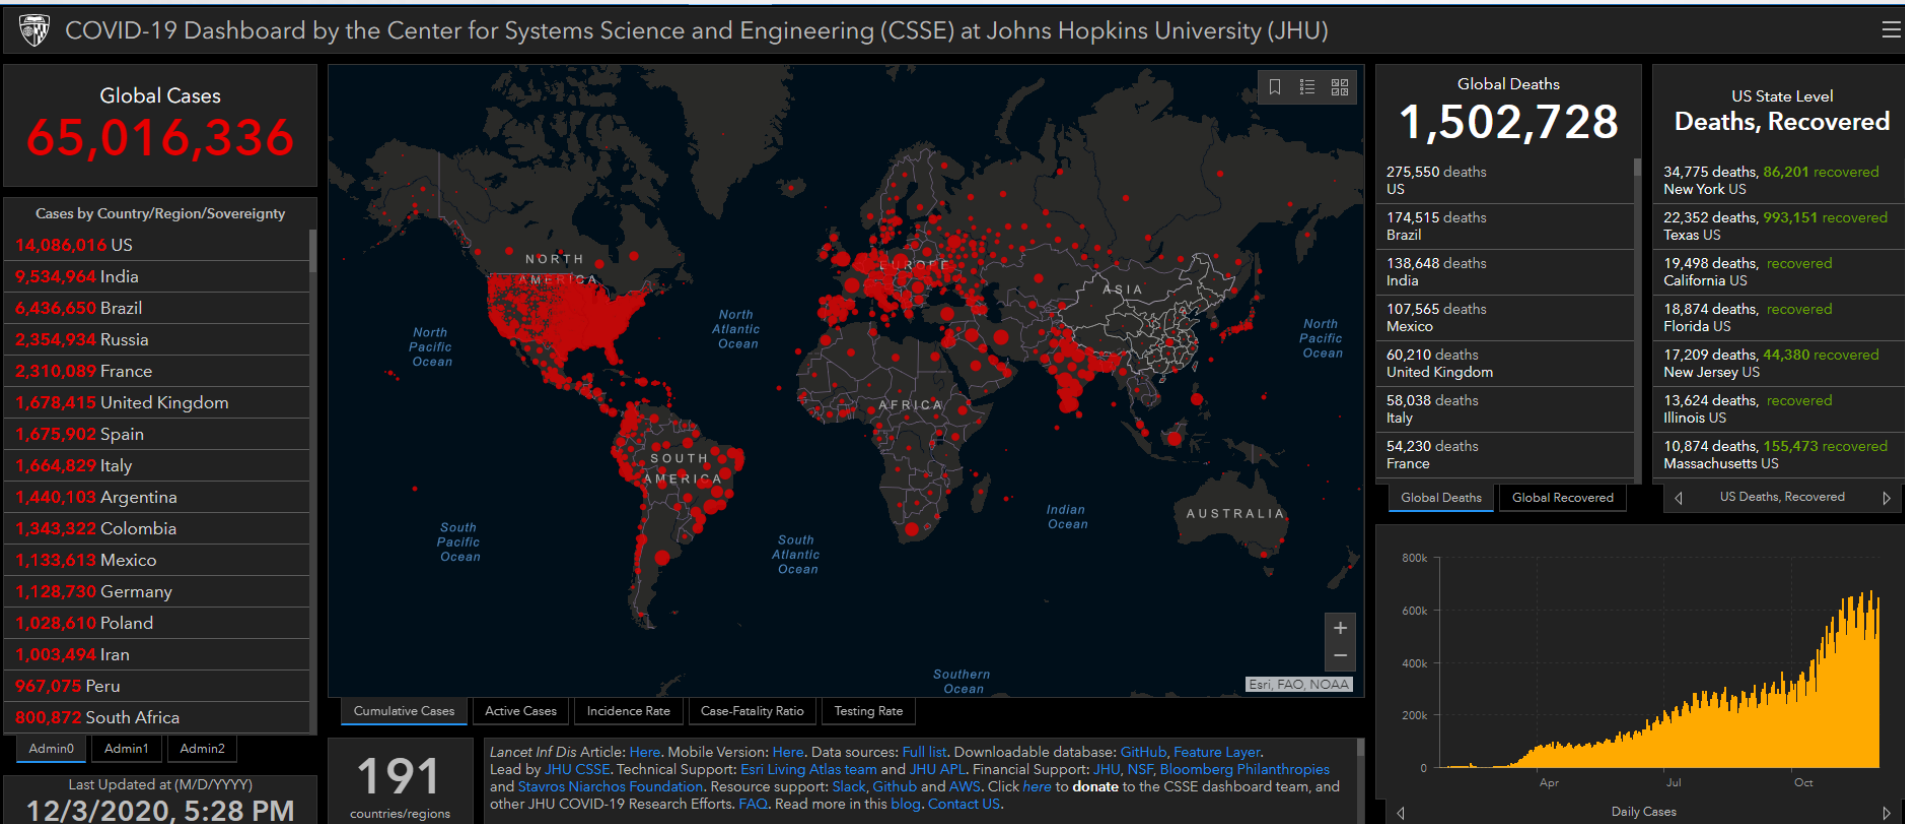 COVID-19 Dashboard by the Center for Systems Science and Engineering (CSSE) at Johns Hopkins University (JHU)
Global Cases
65,016,336
Cases by Country/Region/Sovereignty
14,086,016 US
9,534,964 India
6,436,650 Brazil
2,354,934 Russia
2,310,089 France
1,678,415 United Kingdom
1,675,902 Spain
1,664,829 Italy
1,440,103 Argentina
1,343,322 Colombia
1,133,613 Mexico
1,128,730 Germany
1,028,610 Poland
1,003,494 Iran
967,075 Peru
800,872 South Africa
Admin0 Admin1 Admin2
Last Updated at (M/D/YYYY)
12/3/2020, 5:28 PM
NORTH
AMERICA
EUROPE
ASIA
North
Pacific
Ocean
North
Atlantic
Ocean
North
Pacific
Ocean
AFRICA
SOUTH
AMERICA
AUSTRALIA
Indian
Ocean
South
Pacific
Ocean
South
Atlantic
Ocean
Southern
Ocean
+
−
Esri, FAO, NOAA
Cumulative Cases Active Cases Incidence Rate Case-Fatality Ratio Testing Rate
191
countries/regions
Lancet Inf Dis Article: Here. Mobile Version: Here. Data sources: Full list. Downloadable database: GitHub, Feature Layer.
Lead by JHU CSSE. Technical Support: Esri Living Atlas team and JHU APL. Financial Support: JHU, NSF, Bloomberg Philanthropies
and Stavros Niarchos Foundation. Resource support: Slack, Github and AWS. Click here to donate to the CSSE dashboard team, and
other JHU COVID-19 Research Efforts. FAQ. Read more in this blog. Contact US.
Global Deaths
1,502,728
275,550 deaths
US
174,515 deaths
Brazil
138,648 deaths
India
107,565 deaths
Mexico
60,210 deaths
United Kingdom
58,038 deaths
Italy
54,230 deaths
France
Global Deaths Global Recovered
US State Level
Deaths, Recovered
34,775 deaths, 86,201 recovered
New York US
22,352 deaths, 993,151 recovered
Texas US
19,498 deaths, recovered
California US
18,874 deaths, recovered
Florida US
17,209 deaths, 44,380 recovered
New Jersey US
13,624 deaths, recovered
Illinois US
10,874 deaths, 155,473 recovered
Massachusetts US
US Deaths, Recovered
800k
600k
400k
200k
0
Apr Jul Oct
Daily Cases